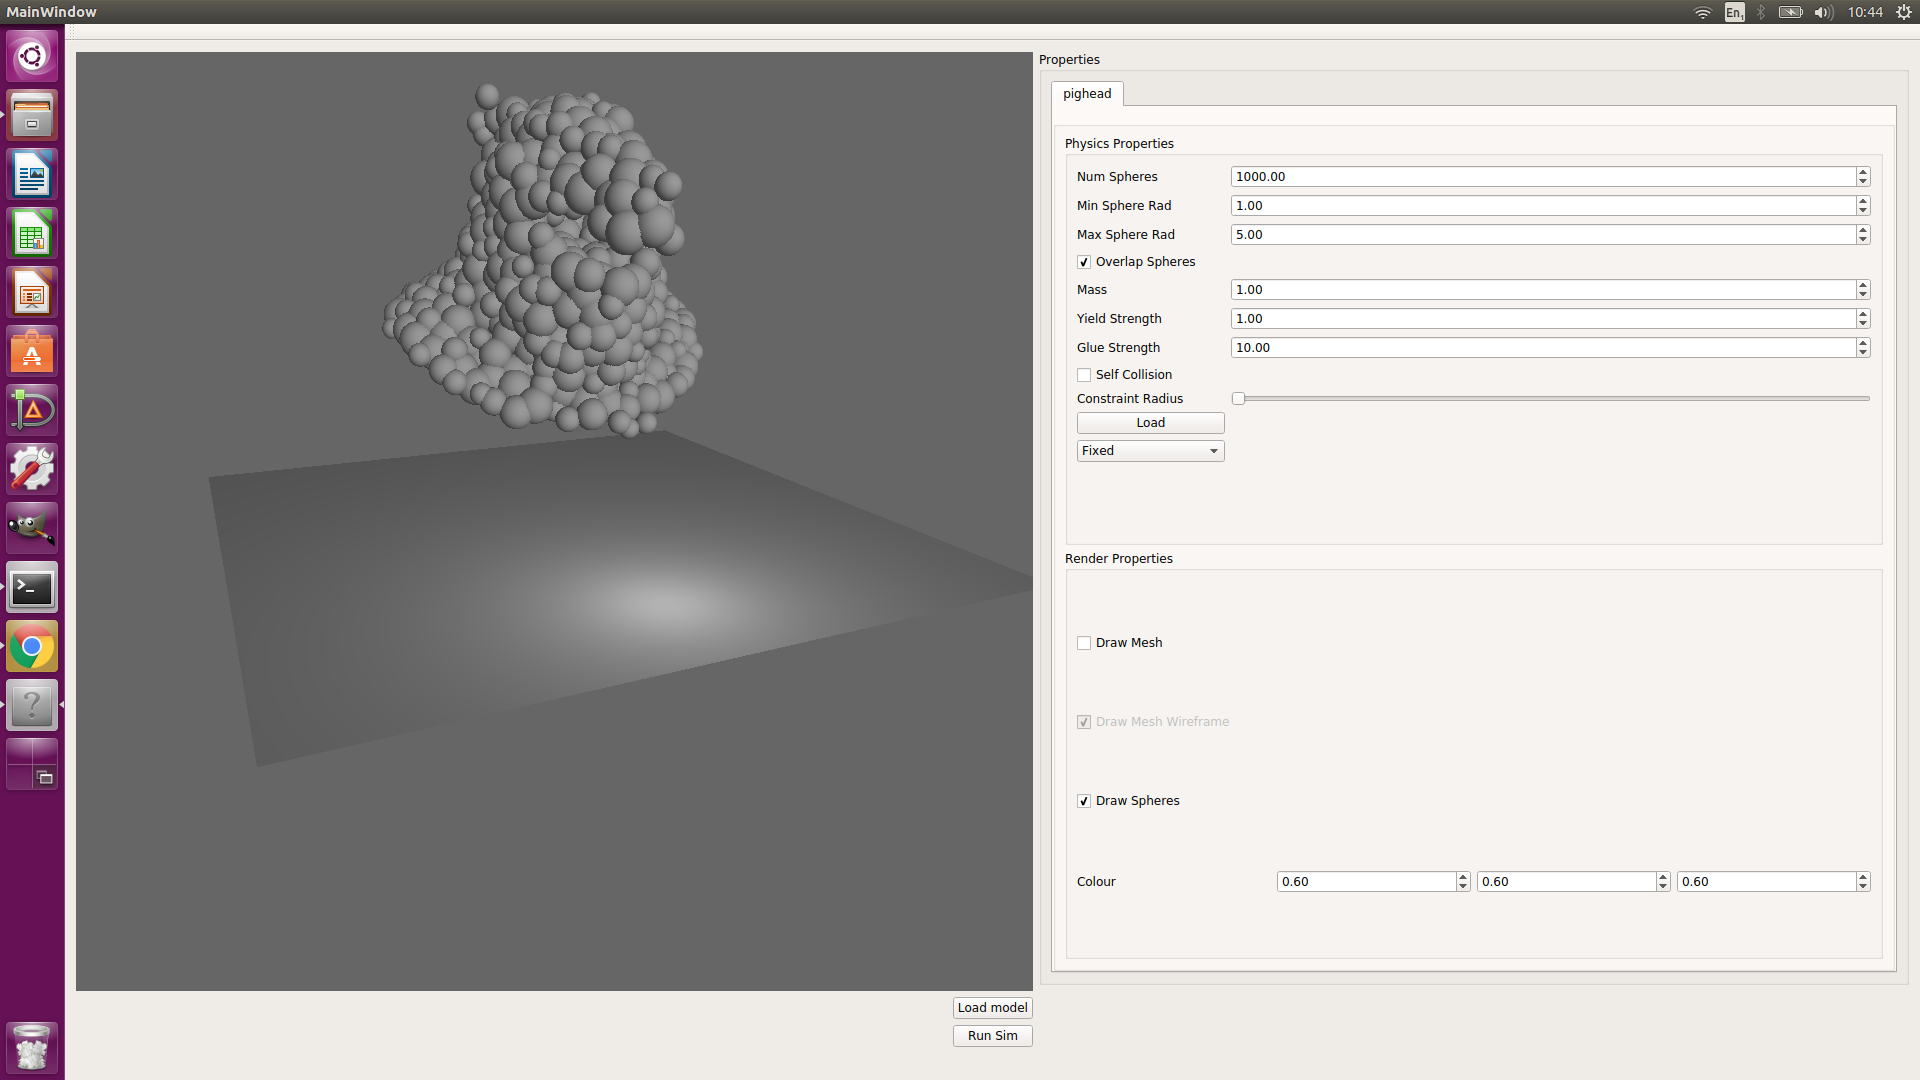 MainWindow
En1 10:44
Properties
pighead
Physics Properties
Num Spheres 1000.00
Min Sphere Rad 1.00
Max Sphere Rad 5.00
Overlap Spheres
Mass 1.00
Yield Strength 1.00
Glue Strength 10.00
Self Collision
Constraint Radius
Load
Fixed
Render Properties
Draw Mesh
Draw Mesh Wireframe
Draw Spheres
Colour 0.60 0.60 0.60
Load model
Run Sim